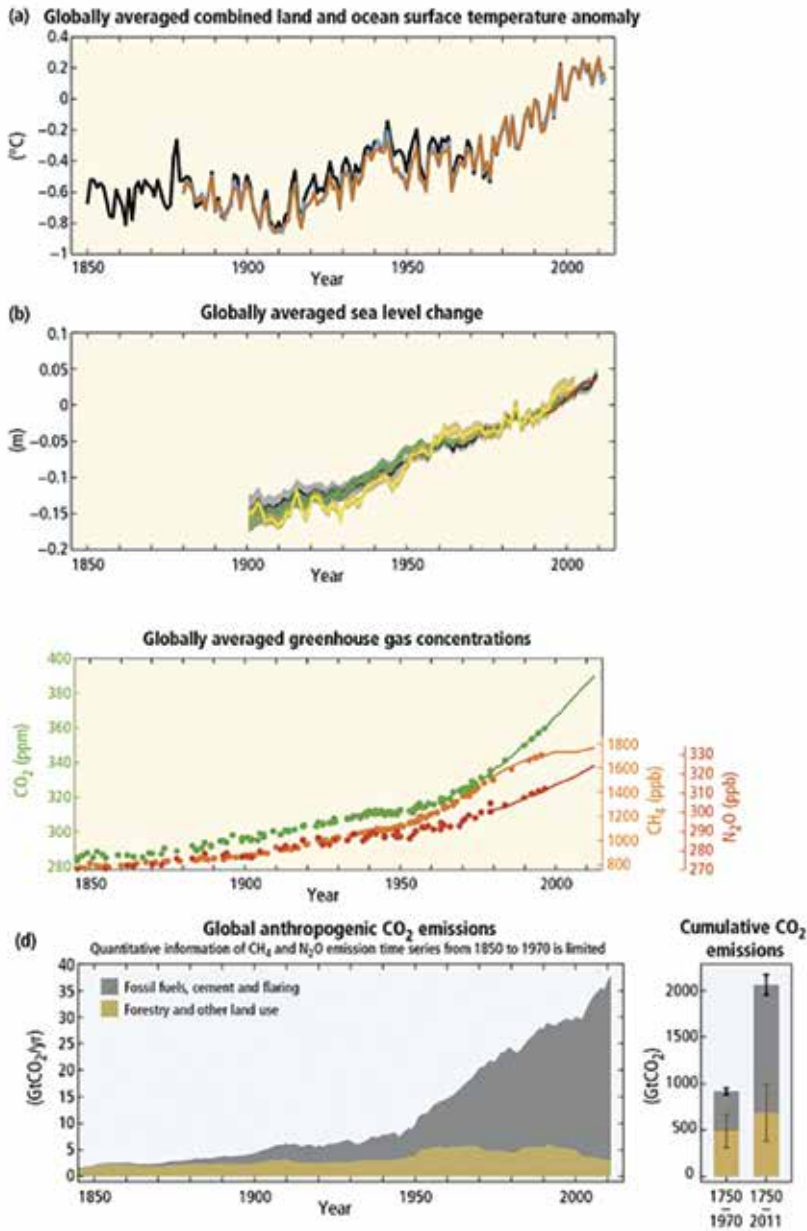 (a) Globally averaged combined land and ocean surface temperature anomaly
0.4
0.2
0
−0.2
−0.4
−0.6
−0.8
−1
(°C)
1850 1900 1950 2000
Year
(b) Globally averaged sea level change
0.1
0.05
0
−0.05
−0.1
−0.15
−0.2
(m)
1850 1900 1950 2000
Year
Globally averaged greenhouse gas concentrations
400
380
360
340
320
300
280
CO2 (ppm)
1800
1600
1400
1200
1000
800
CH4 (ppb)
330
320
310
300
290
280
270
N2O (ppb)
1850 1900 1950 2000
Year
(d) Global anthropogenic CO2 emissions
Quantitative information of CH4 and N2O emission time series from 1850 to 1970 is limited
40
35
30
25
20
15
10
5
0
(GtCO2/yr)
Fossil fuels, cement and flaring
Forestry and other land use
1850 1900 1950 2000
Year
Cumulative CO2
emissions
2000
1500
1000
500
0
(GtCO2)
1750 1750
– –
1970 2011